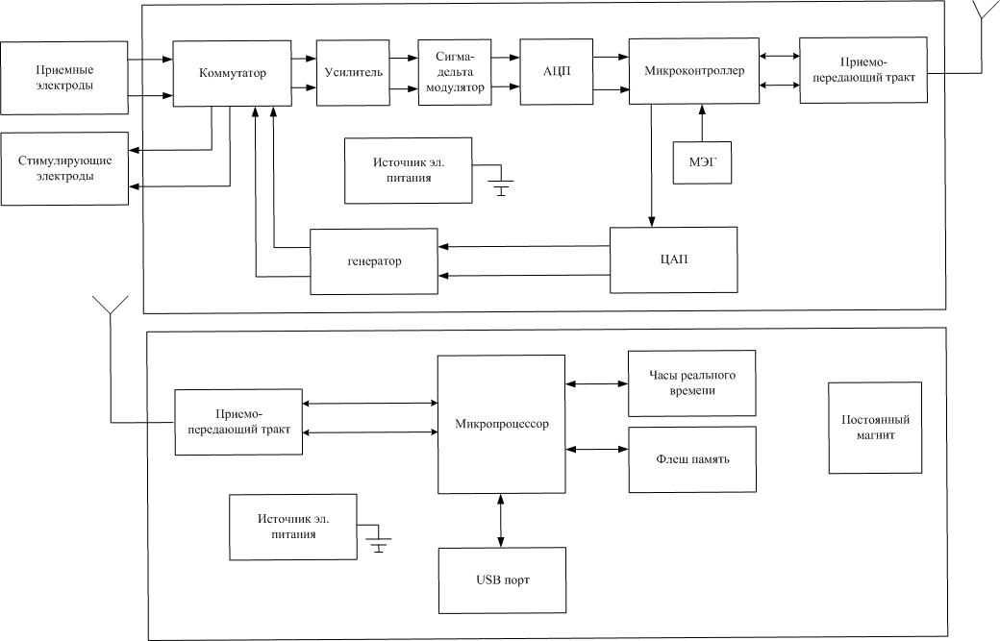 Приемные
электроды
Коммутатор
Усилитель
Сигма-
дельта
модулятор
АЦП
Микроконтроллер
Приемо-
передающий тракт
Стимулирующие
электроды
Источник эл.
питания
МЭГ
генератор
ЦАП
Приемо-
передающий тракт
Микропроцессор
Часы реального
времени
Флеш память
Постоянный
магнит
Источник эл.
питания
USB порт